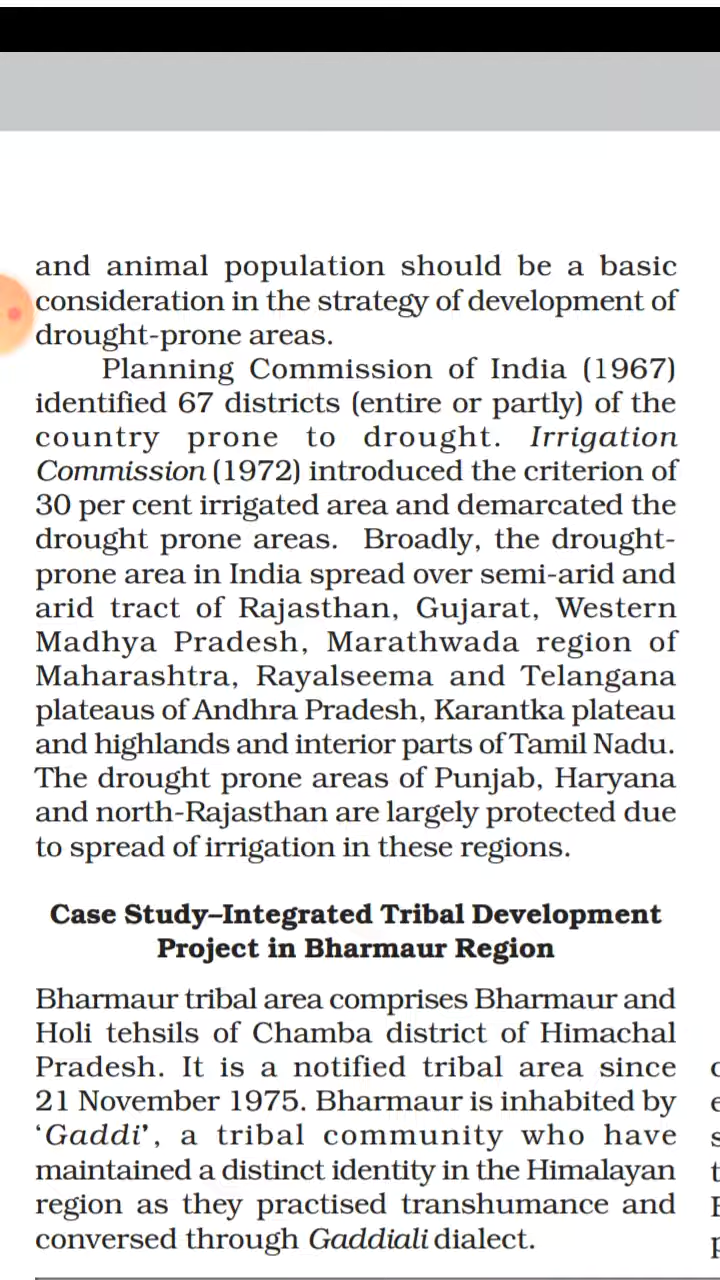 and animal population should be a basic
consideration in the strategy of development of
drought-prone areas.
Planning Commission of India (1967)
identified 67 districts (entire or partly) of the
country prone to drought. Irrigation
Commission (1972) introduced the criterion of
30 per cent irrigated area and demarcated the
drought prone areas. Broadly, the drought-
prone area in India spread over semi-arid and
arid tract of Rajasthan, Gujarat, Western
Madhya Pradesh, Marathwada region of
Maharashtra, Rayalseema and Telangana
plateaus of Andhra Pradesh, Karantka plateau
and highlands and interior parts of Tamil Nadu.
The drought prone areas of Punjab, Haryana
and north-Rajasthan are largely protected due
to spread of irrigation in these regions.
Case Study–Integrated Tribal Development
Project in Bharmaur Region
Bharmaur tribal area comprises Bharmaur and
Holi tehsils of Chamba district of Himachal
Pradesh. It is a notified tribal area since
21 November 1975. Bharmaur is inhabited by
‘Gaddi’, a tribal community who have
maintained a distinct identity in the Himalayan
region as they practised transhumance and
conversed through Gaddiali dialect.